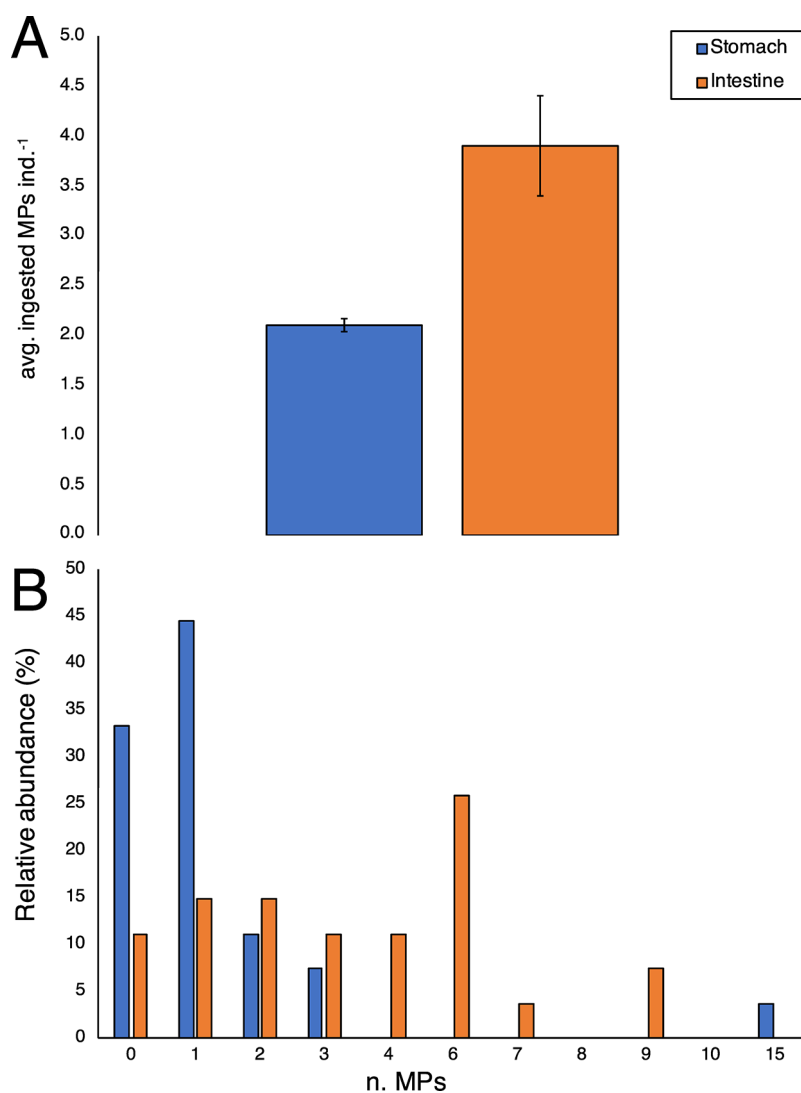 A
5.0
4.5
4.0
3.5
3.0
2.5
2.0
1.5
1.0
0.5
0.0
avg. ingested MPs ind.-1
Stomach
Intestine
B
50
45
40
35
30
25
20
15
10
5
0
Relative abundance (%)
0 1 2 3 4 6 7 8 9 10 15
n. MPs